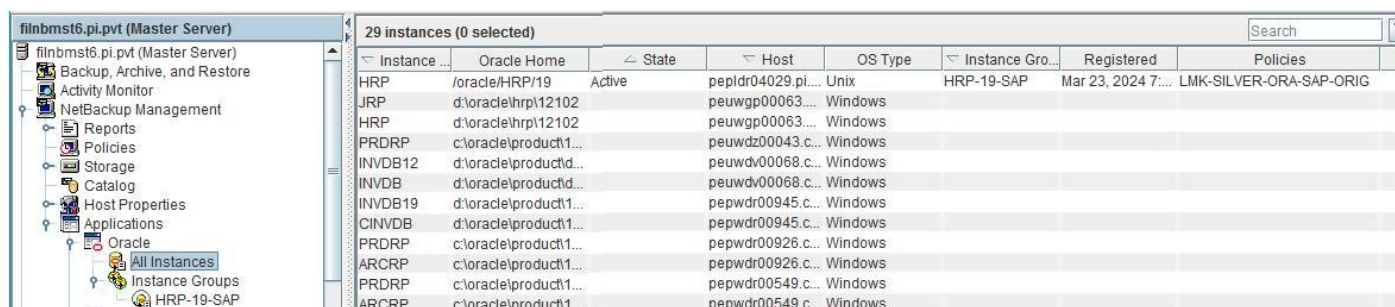 filnbmst6.pi.pvt (Master Server)
filnbmst6.pi.pvt (Master Server)
Backup, Archive, and Restore
Activity Monitor
NetBackup Management
Reports
Policies
Storage
Catalog
Host Properties
Applications
Oracle
All Instances
Instance Groups
HRP-19-SAP
29 instances (0 selected) Search
Instance ... Oracle Home State Host OS Type Instance Gro... Registered Policies
HRP /oracle/HRP/19 Active pepldr04029.pi... Unix HRP-19-SAP Mar 23, 2024 7:... LMK-SILVER-ORA-SAP-ORIG
JRP d:\oracle\hrp\12102 peuwgp00063.... Windows
HRP d:\oracle\hrp\12102 peuwgp00063.... Windows
PRDRP c:\oracle\product\1... peuwdz00043.c... Windows
INVDB12 d:\oracle\product\d... peuwdv00068.c... Windows
INVDB d:\oracle\product\d... peuwdv00068.c... Windows
INVDB19 d:\oracle\product\1... pepwdr00945.c... Windows
CINVDB d:\oracle\product\1... pepwdr00945.c... Windows
PRDRP c:\oracle\product\1... pepwdr00926.c... Windows
ARCRP c:\oracle\product\1... pepwdr00926.c... Windows
PRDRP c:\oracle\product\1... pepwdr00549.c... Windows
ARCRP c:\oracle\product\1... pepwdr00549.c... Windows